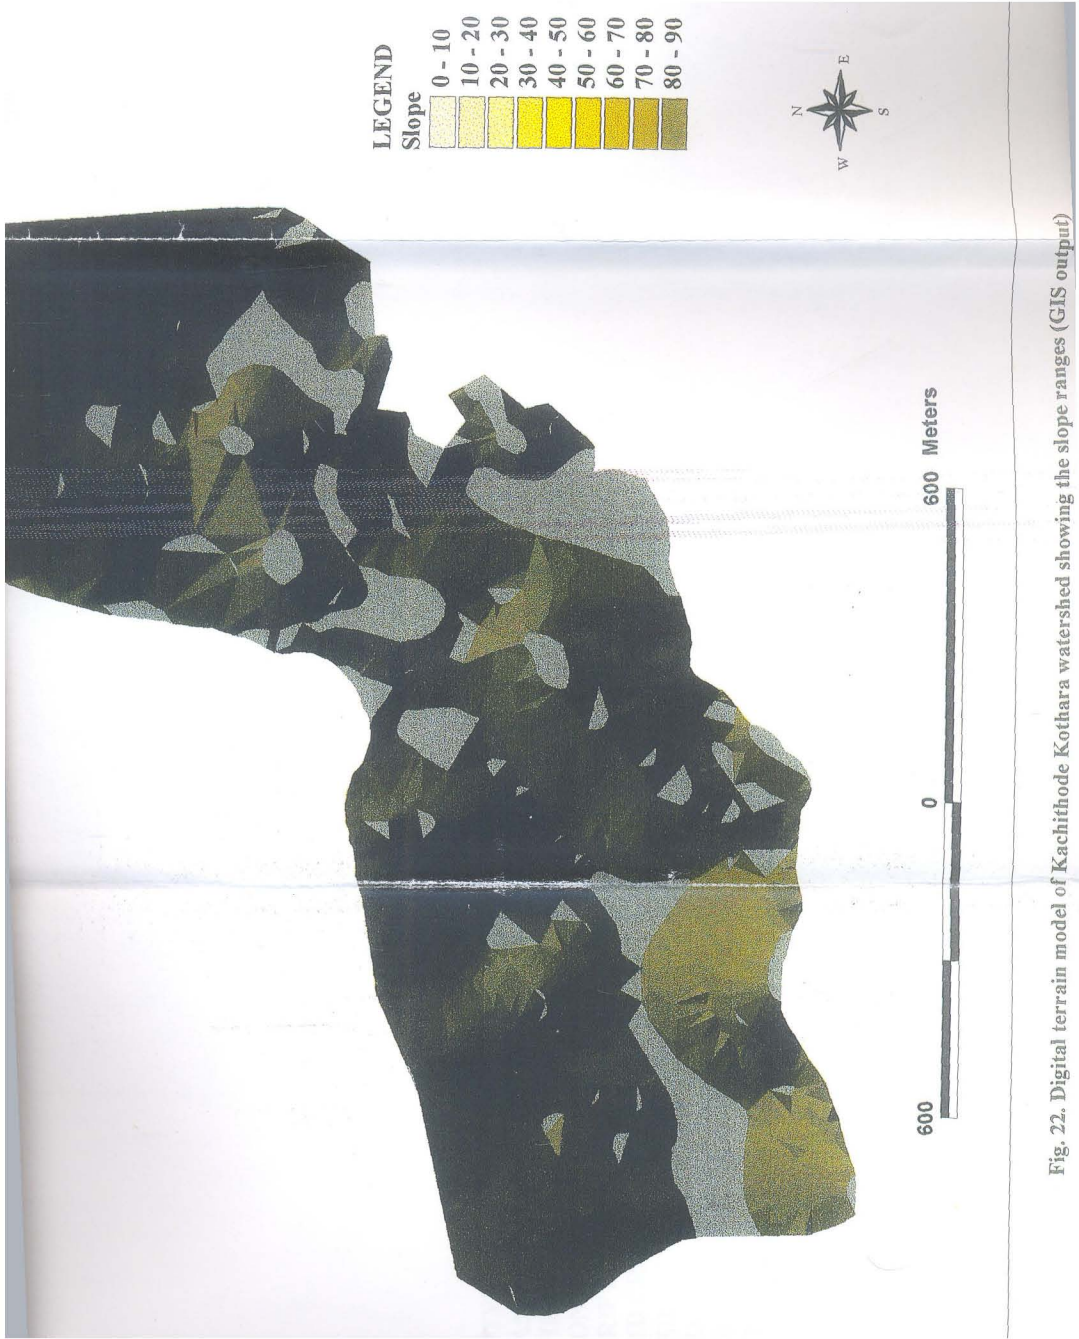 LEGEND
Slope
0 - 10
10 - 20
20 - 30
30 - 40
40 - 50
50 - 60
60 - 70
70 - 80
80 - 90
N
W
E
S
600
0
600 Meters
Fig. 22. Digital terrain model of Kachithode Kothara watershed showing the slope ranges (GIS output)